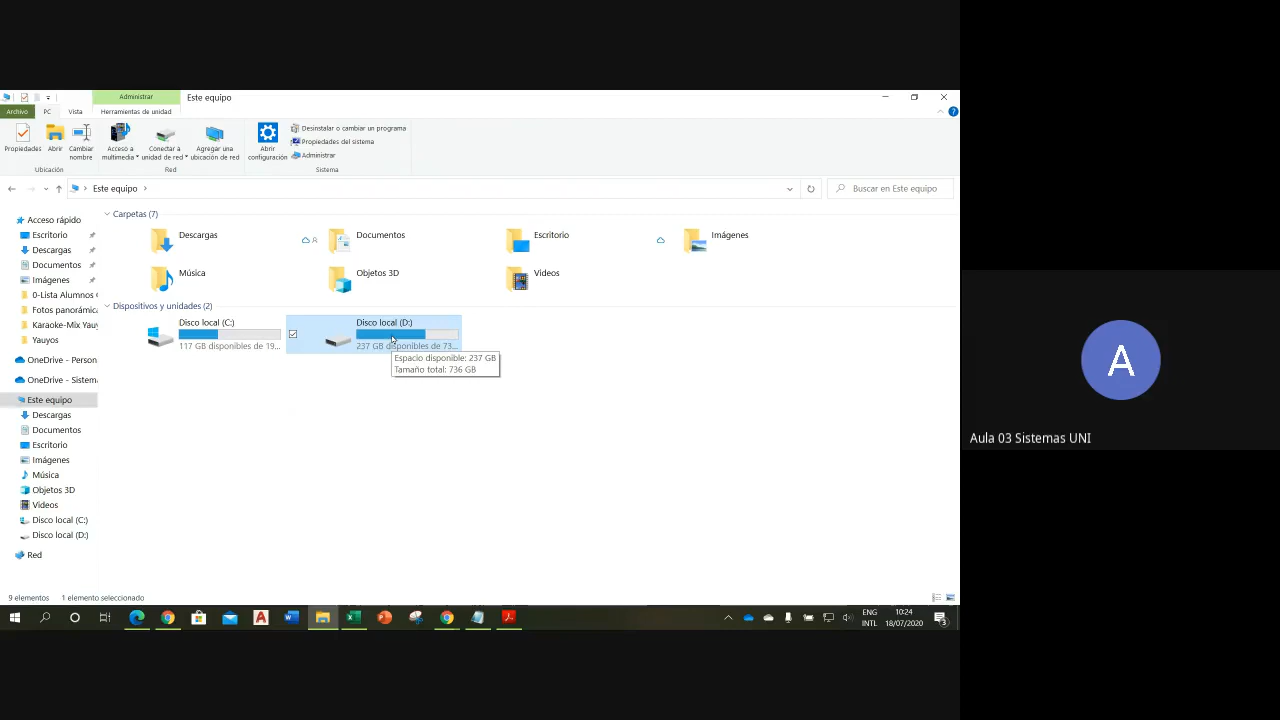 Administrar
Este equipo
Archivo
PC
Vista
Herramientas de unidad
Propiedades
Abrir
Cambiar
nombre
Acceso a
multimedia
Conectar a
unidad de red
Agregar una
ubicación de red
Abrir
configuración
Desinstalar o cambiar un programa
Propiedades del sistema
Administrar
Ubicación
Red
Sistema
Este equipo
Buscar en Este equipo
Acceso rápido
Escritorio
Descargas
Documentos
Imágenes
0-Lista Alumnos
Fotos panorámica
Karaoke-Mix Yauy
Yauyos
OneDrive - Person
OneDrive - Sistema
Este equipo
Descargas
Documentos
Escritorio
Imágenes
Música
Objetos 3D
Videos
Disco local (C:)
Disco local (D:)
Red
Carpetas (7)
Descargas
Documentos
Escritorio
Imágenes
Música
Objetos 3D
Videos
Dispositivos y unidades (2)
Disco local (C:)
117 GB disponibles de 19...
Disco local (D:)
237 GB disponibles de 73...
Espacio disponible: 237 GB
Tamaño total: 736 GB
9 elementos
1 elemento seleccionado
ENG
INTL
10:24
18/07/2020
3
A
Aula 03 Sistemas UNI